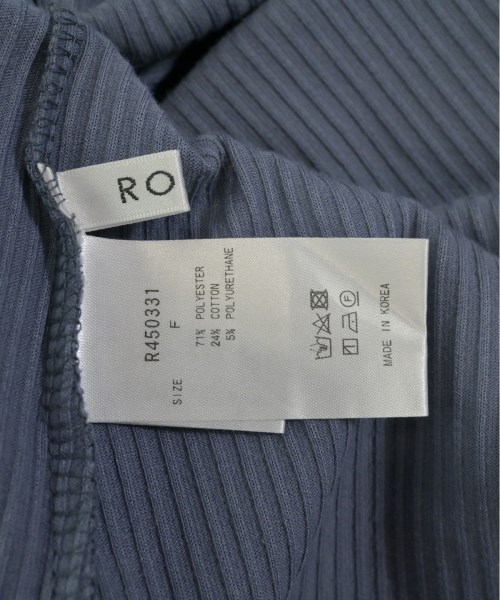 RO
R450331
SIZE F
71% POLYESTER
24% COTTON
5% POLYURETHANE
F
MADE IN KOREA